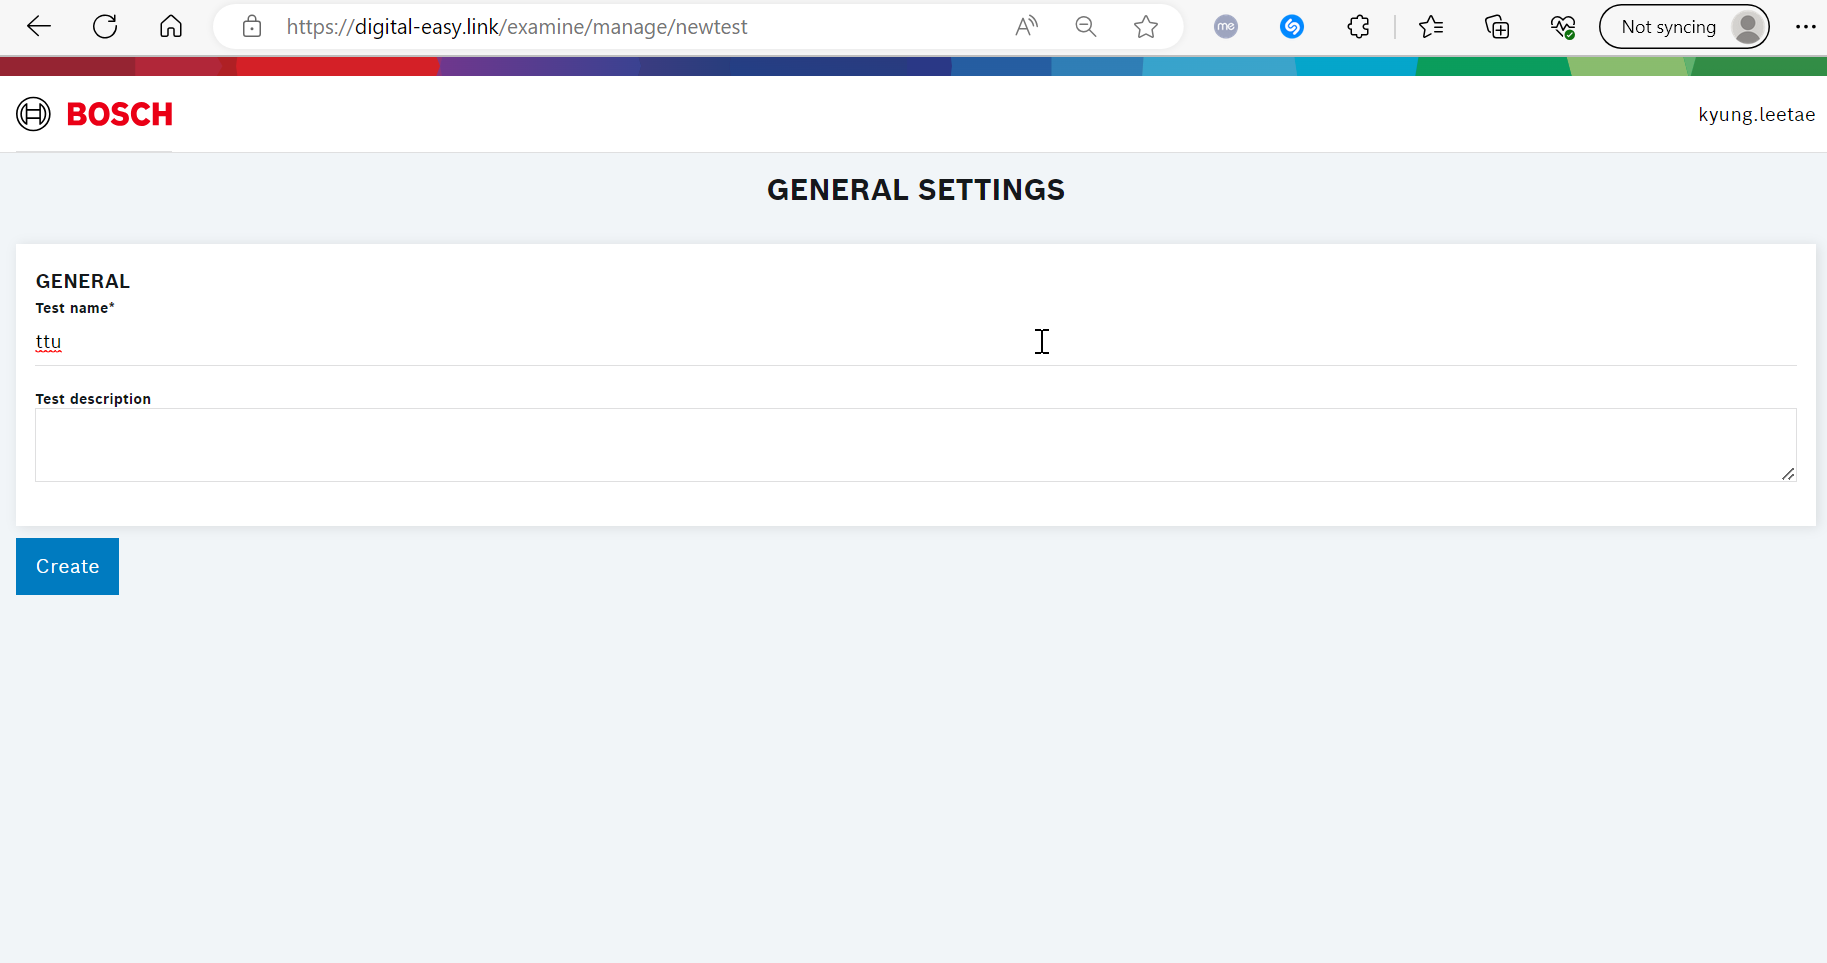 https://digital-easy.link/examine/manage/newtest
me
Not syncing
BOSCH
kyung.leetae
GENERAL SETTINGS
GENERAL
Test name*
ttu
Test description
Create